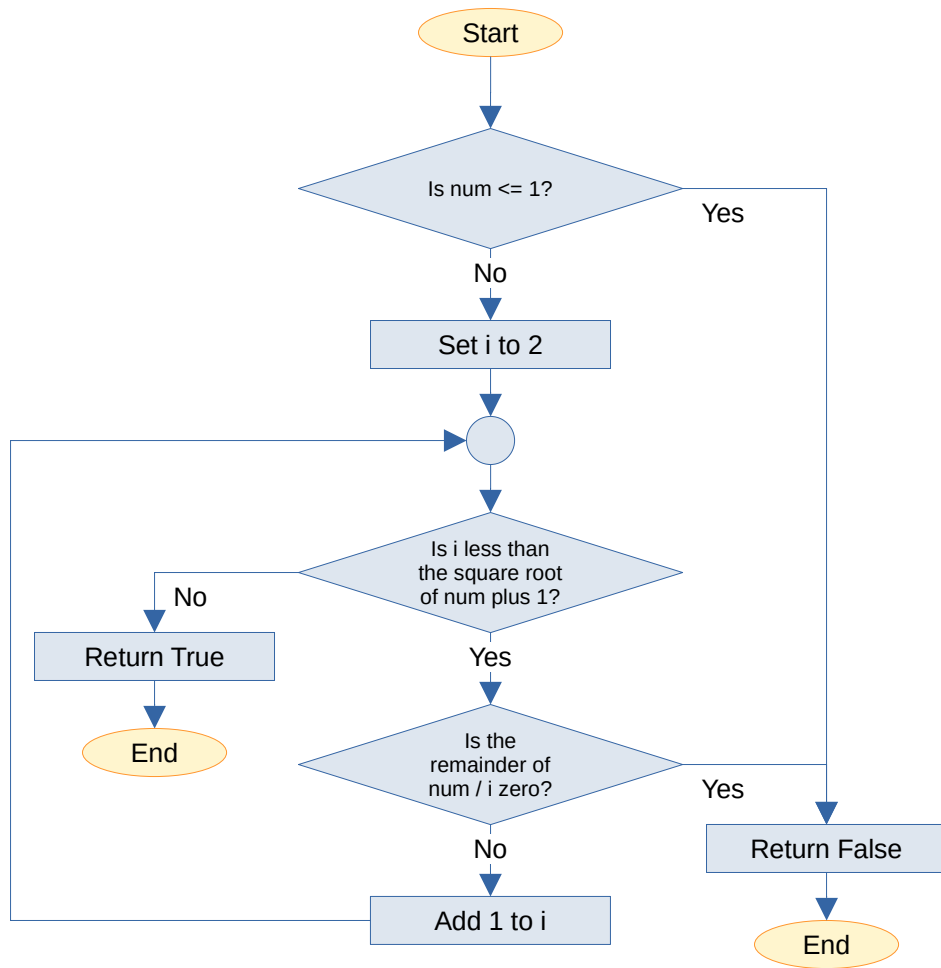 Start
Is num <= 1?
Yes
No
Set i to 2
Is i less than
the square root
of num plus 1?
No
Return True
Yes
End
Is the
remainder of
num / i zero?
Yes
No
Return False
Add 1 to i
End